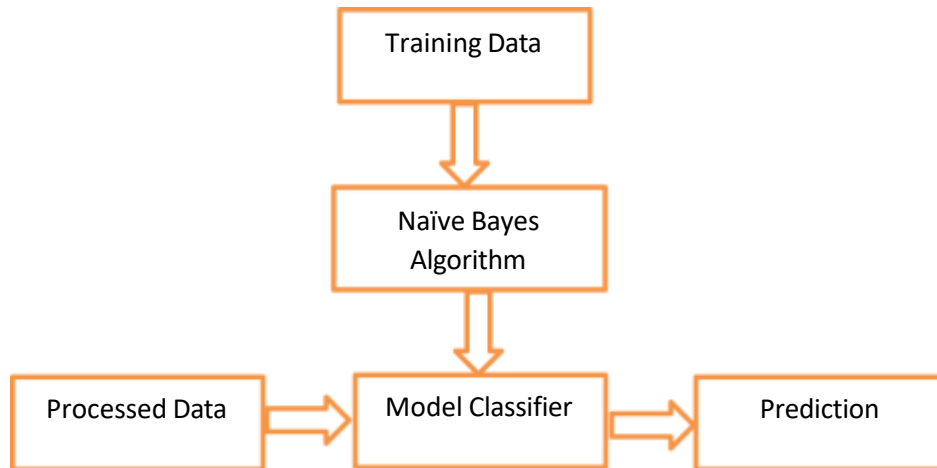 Training Data
Naïve Bayes
Algorithm
Processed Data
Model Classifier
Prediction